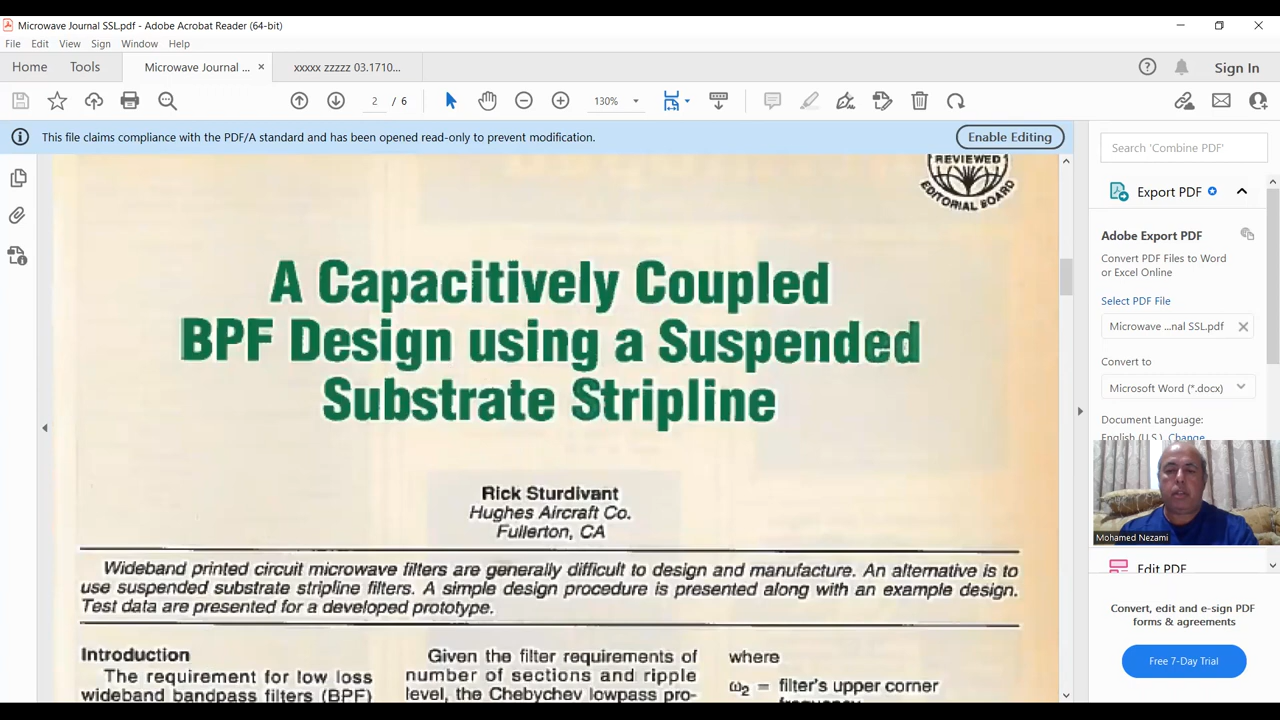 Microwave Journal SSL.pdf - Adobe Acrobat Reader (64-bit)
File Edit View Sign Window Help
Home Tools Microwave Journal ... × xxxxx zzzzz 03.1710... Sign In
2 / 6 130%
This file claims compliance with the PDF/A standard and has been opened read-only to prevent modification. Enable Editing
REVIEWED
EDITORIAL BOARD
A Capacitively Coupled
BPF Design using a Suspended
Substrate Stripline
Rick Sturdivant
Hughes Aircraft Co.
Fullerton, CA
Wideband printed circuit microwave filters are generally difficult to design and manufacture. An alternative is to
use suspended substrate stripline filters. A simple design procedure is presented along with an example design.
Test data are presented for a developed prototype.
Introduction
The requirement for low loss
wideband bandpass filters (BPF)
Given the filter requirements of
number of sections and ripple
level, the Chebychev lowpass pro-
where
ω₂ = filter's upper corner
frequency
Search 'Combine PDF'
Export PDF
Adobe Export PDF
Convert PDF Files to Word
or Excel Online
Select PDF File
Microwave ...nal SSL.pdf
Convert to
Microsoft Word (*.docx)
Document Language:
English (U.S.) Change
Mohamed Nezami
Edit PDF
Convert, edit and e-sign PDF
forms & agreements
Free 7-Day Trial